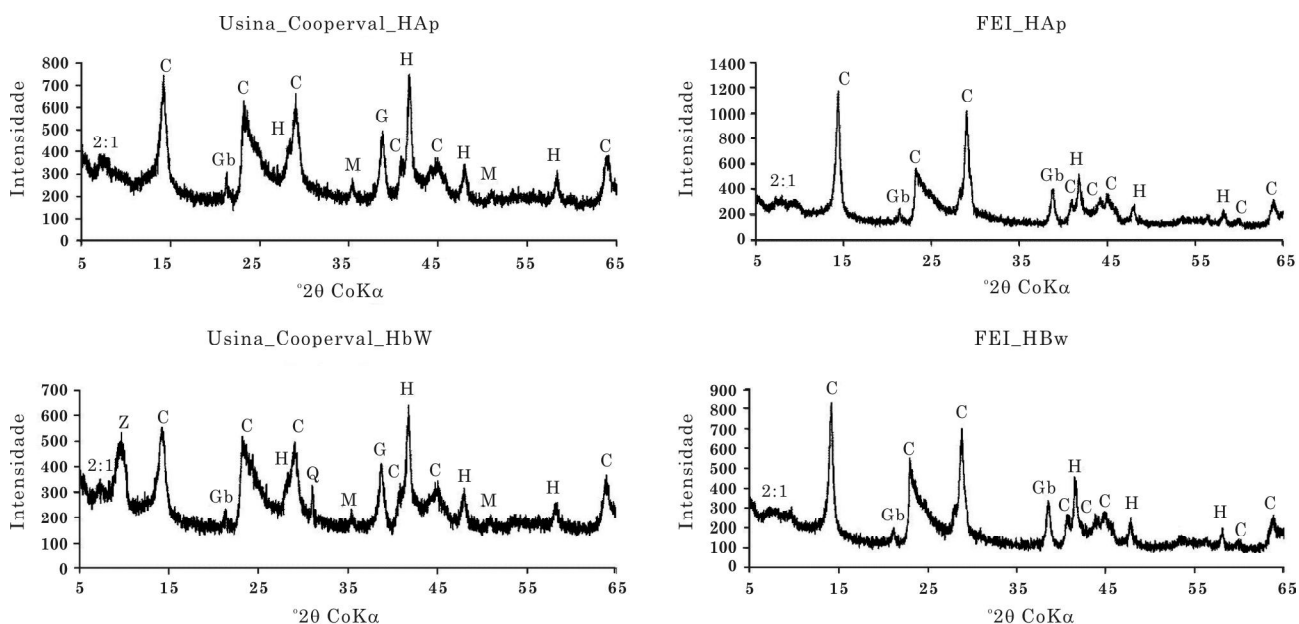 Usina_Cooperval_HAp
Intensidade
800
700
600
500
400
300
200
100
0
2:1
C
Gb
C
H
C
M
G
C
H
C
H
M
H
C
5 15 25 35 45 55 65
°2θ CoKα
FEI_HAp
Intensidade
1400
1200
1000
800
600
400
200
0
2:1
C
Gb
C
C
Gb
C
H
C
C
H
H
C
C
5 15 25 35 45 55 65
°2θ CoKα
Usina_Cooperval_HbW
Intensidade
700
600
500
400
300
200
100
0
2:1
Z
C
Gb
C
H
C
Q
M
G
C
H
C
H
M
H
C
5 15 25 35 45 55 65
°2θ CoKα
FEI_HBw
Intensidade
900
800
700
600
500
400
300
200
100
0
2:1
C
Gb
C
C
Gb
C
H
C
C
H
H
C
C
5 15 25 35 45 55 65
°2θ CoKα